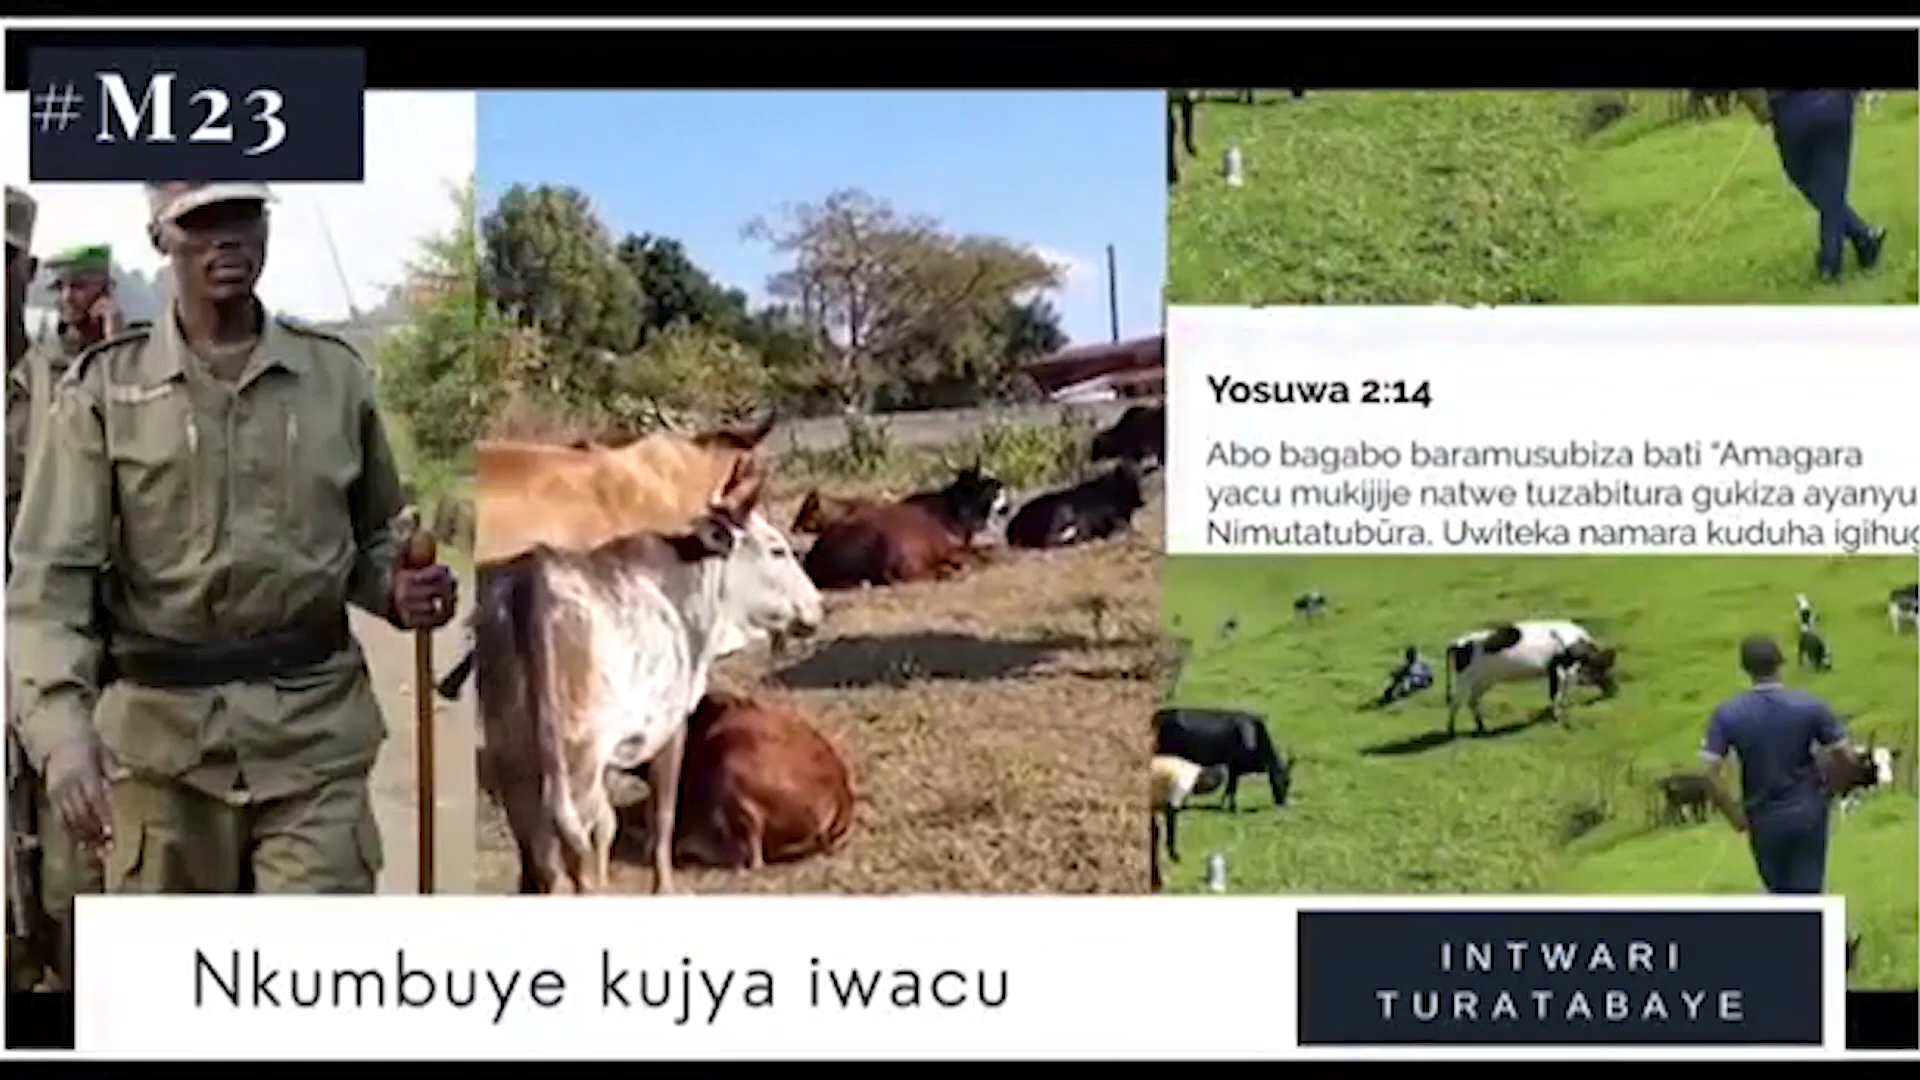 #M23
Yosuwa 2:14
Abo bagabo baramusubiza bati “Amagara
yacu mukijije natwe tuzabitura gukiza ayanyu
Nimutatubūra, Uwiteka namara kuduha igihug
Nkumbuye kujya iwacu
INTWARI
TURATABAYE